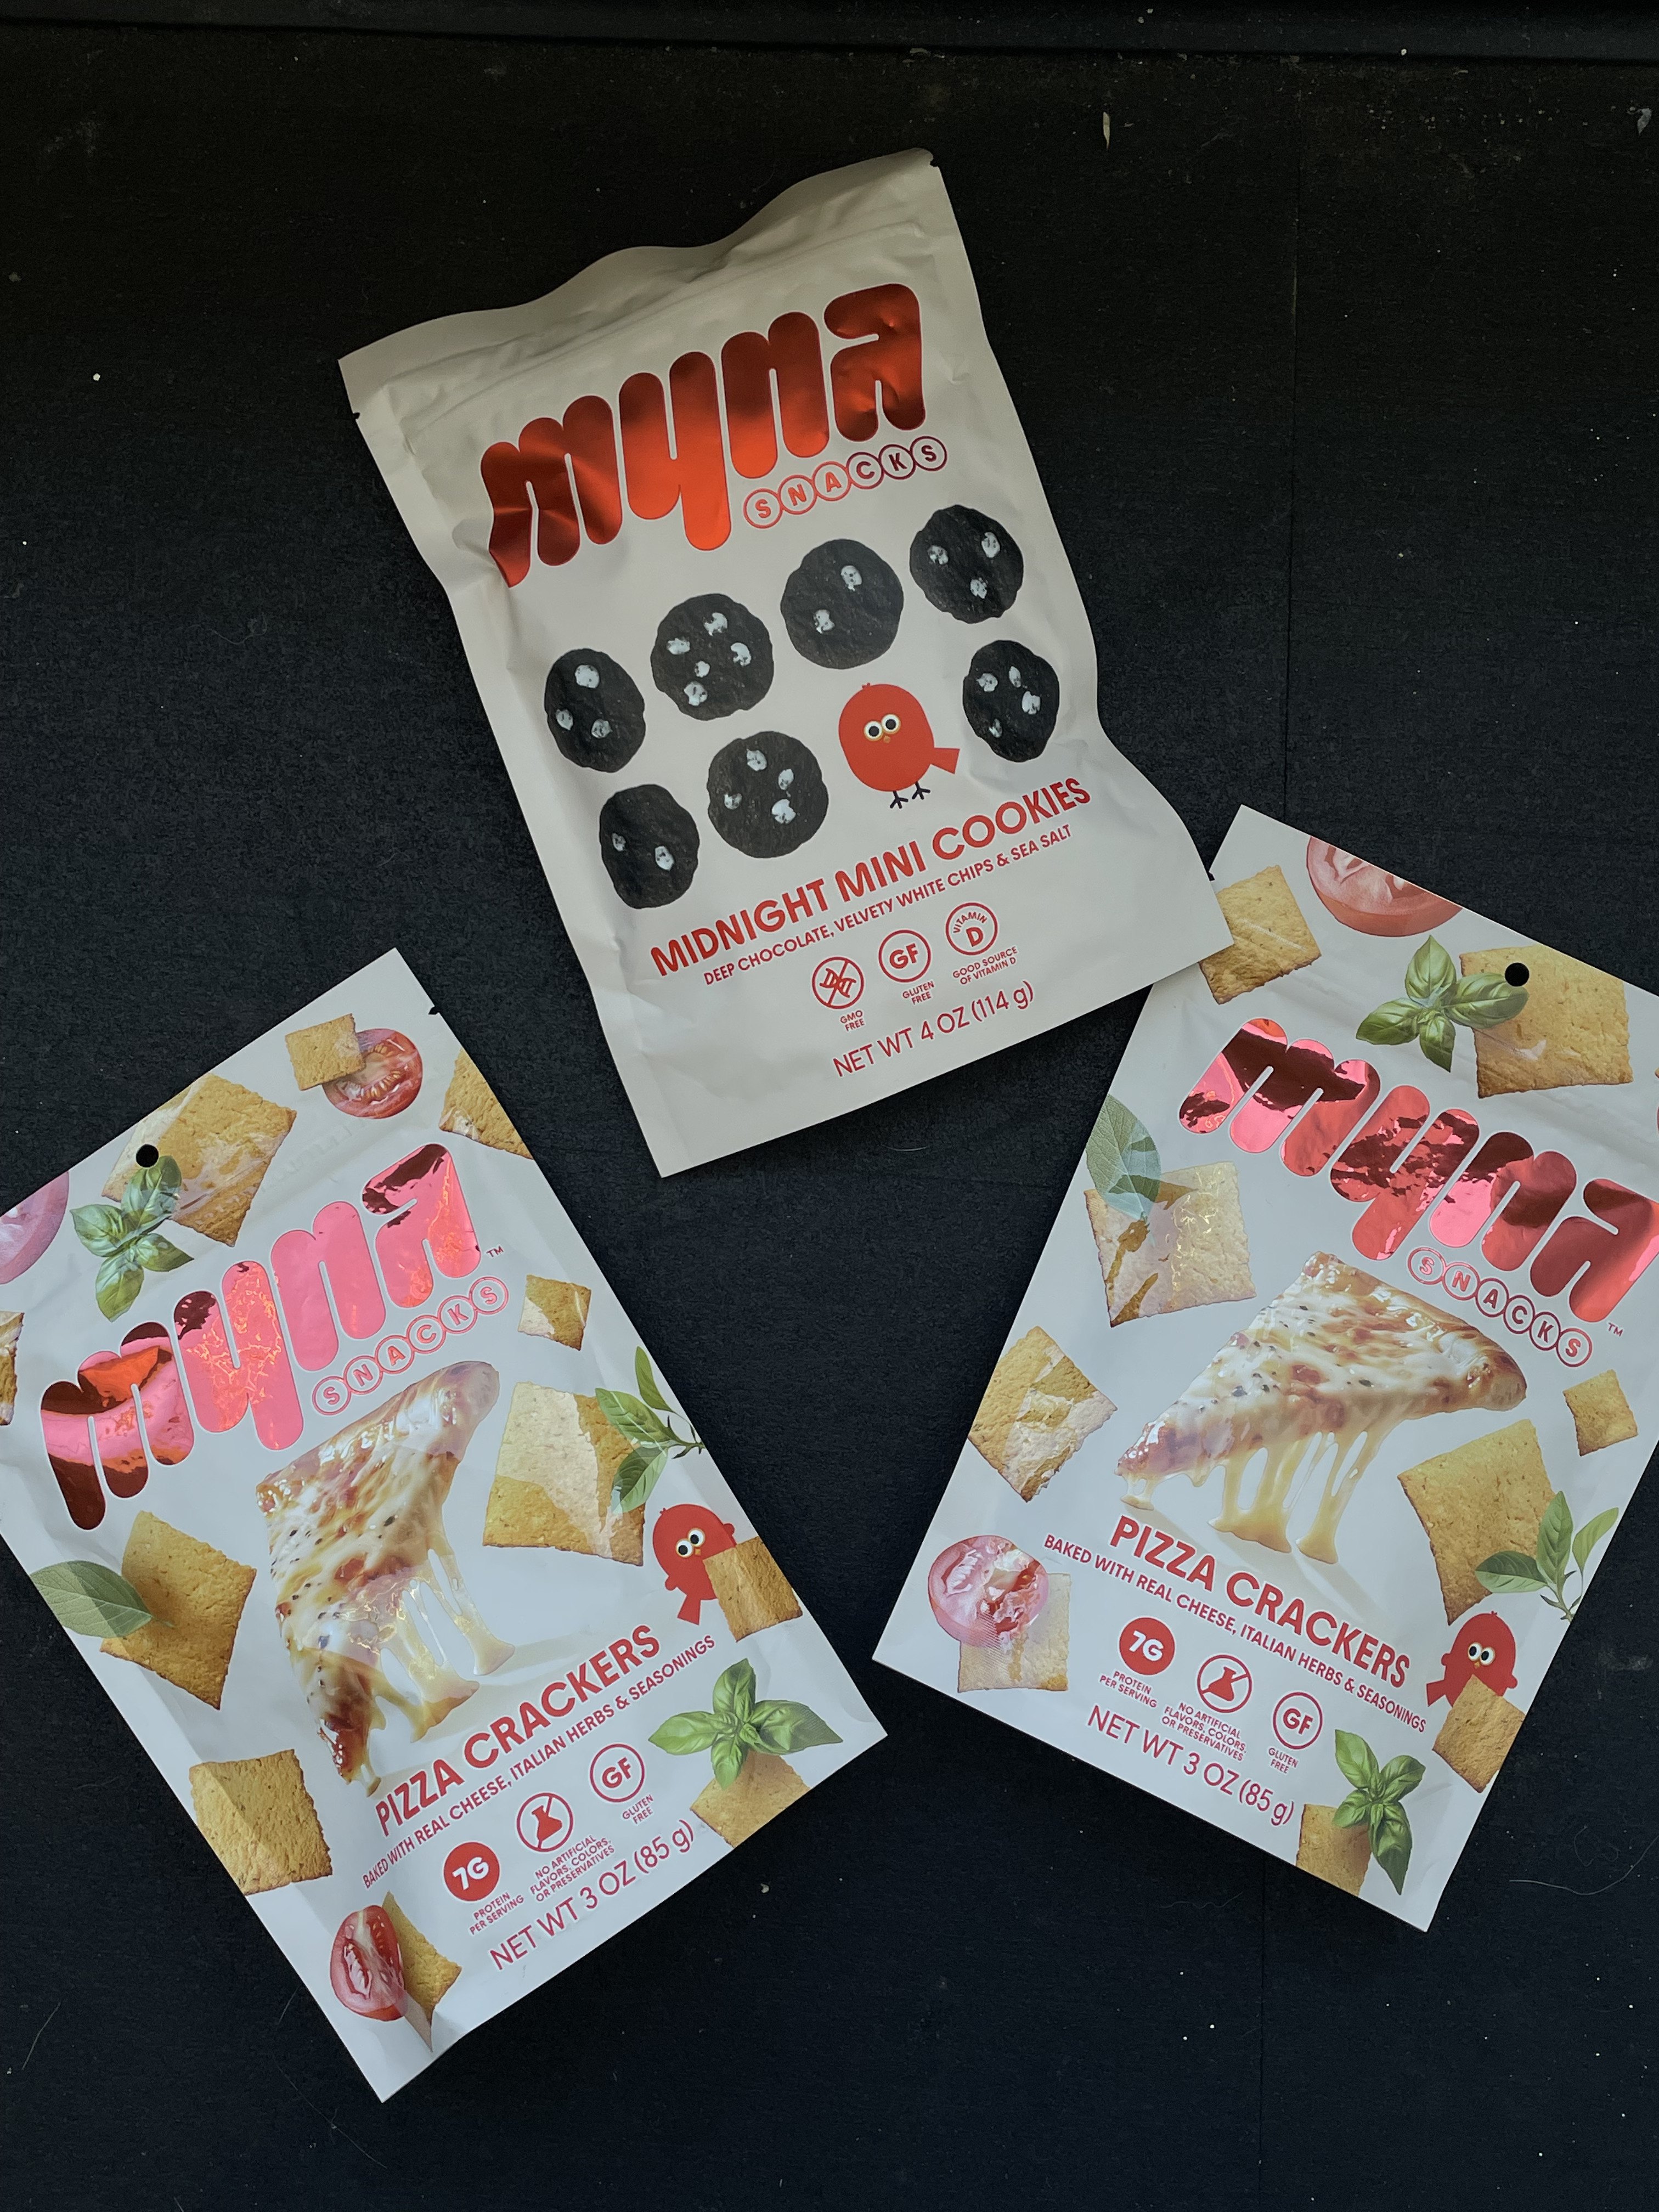 myna
SNACKS
MIDNIGHT MINI COOKIES
DEEP CHOCOLATE, VELVETY WHITE CHIPS & SEA SALT
GMO
FREE
GF
GLUTEN
FREE
VITAMIN
D
GOOD SOURCE
OF VITAMIN D
NET WT 4 OZ (114 g)
myna™
SNACKS
PIZZA CRACKERS
BAKED WITH REAL CHEESE, ITALIAN HERBS & SEASONINGS
7G
PROTEIN
PER SERVING
NO ARTIFICIAL
FLAVORS, COLORS,
OR PRESERVATIVES
GF
GLUTEN
FREE
NET WT 3 OZ (85 g)
myna™
SNACKS
PIZZA CRACKERS
BAKED WITH REAL CHEESE, ITALIAN HERBS & SEASONINGS
7G
PROTEIN
PER SERVING
NO ARTIFICIAL
FLAVORS, COLORS,
OR PRESERVATIVES
GF
GLUTEN
FREE
NET WT 3 OZ (85 g)